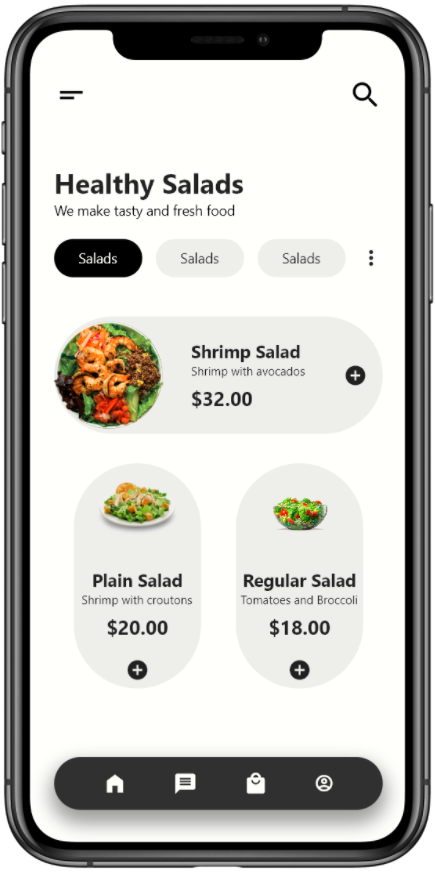 Healthy Salads
We make tasty and fresh food
Salads
Salads
Salads
Shrimp Salad
Shrimp with avocados
$32.00
Plain Salad
Shrimp with croutons
$20.00
Regular Salad
Tomatoes and Broccoli
$18.00